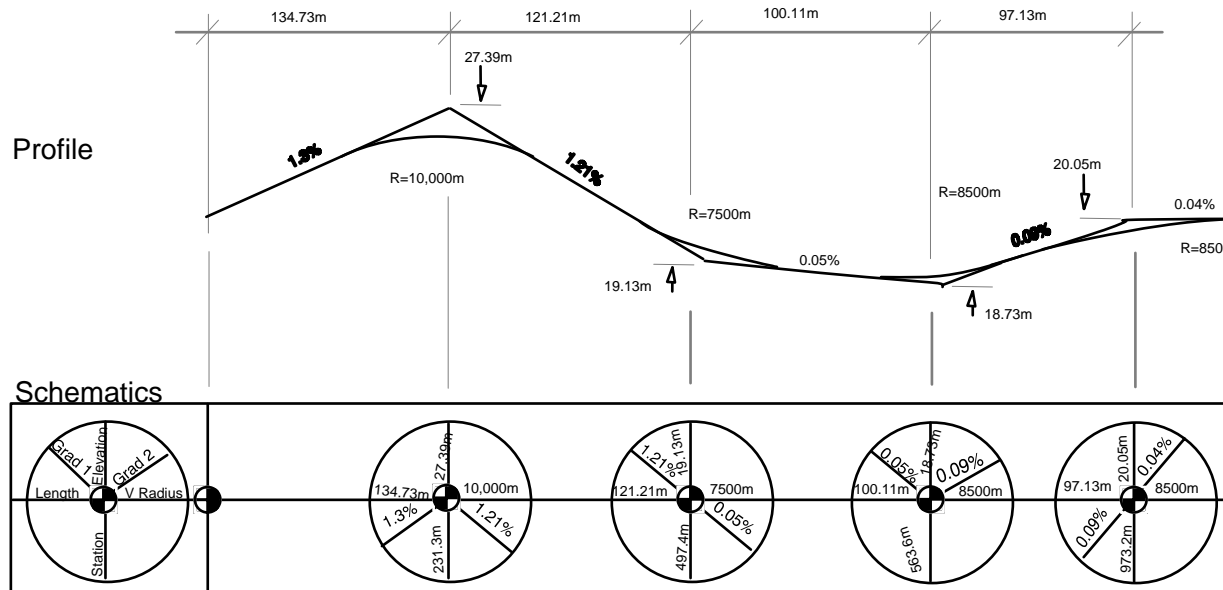 134.73m
121.21m
100.11m
97.13m
27.39m
Profile
1.3%
1.21%
R=10,000m
R=7500m
R=8500m
20.05m
0.04%
0.09%
R=850
0.05%
19.13m
18.73m
Schematics
Grad 1
Elevation
Grad 2
Length
V Radius
Station
27.39m
134.73m
10,000m
1.3%
1.21%
231.3m
1.21%
19.13m
121.21m
7500m
0.05%
497.4m
0.05%
18.73m
0.09%
100.11m
8500m
563.6m
20.05m
0.04%
97.13m
8500m
0.09%
973.2m